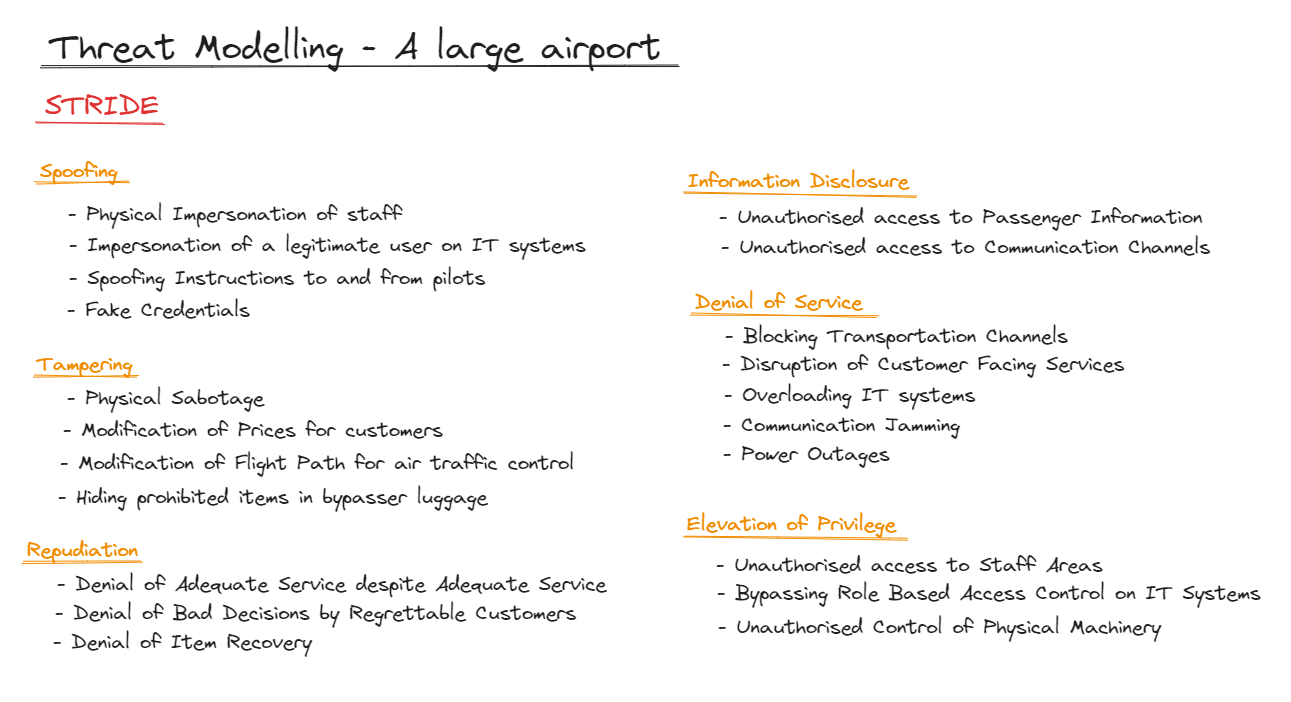 Threat Modelling - A large airport
STRIDE
Spoofing
- Physical Impersonation of staff
- Impersonation of a legitimate user on IT systems
- Spoofing Instructions to and from pilots
- Fake Credentials
Tampering
- Physical Sabotage
- Modification of Prices for customers
- Modification of Flight Path for air traffic control
- Hiding prohibited items in bypasser luggage
Repudiation
- Denial of Adequate Service despite Adequate Service
- Denial of Bad Decisions by Regrettable Customers
- Denial of Item Recovery
Information Disclosure
- Unauthorised access to Passenger Information
- Unauthorised access to Communication Channels
Denial of Service
- Blocking Transportation Channels
- Disruption of Customer Facing Services
- Overloading IT systems
- Communication Jamming
- Power Outages
Elevation of Privilege
- Unauthorised access to Staff Areas
- Bypassing Role Based Access Control on IT Systems
- Unauthorised Control of Physical Machinery